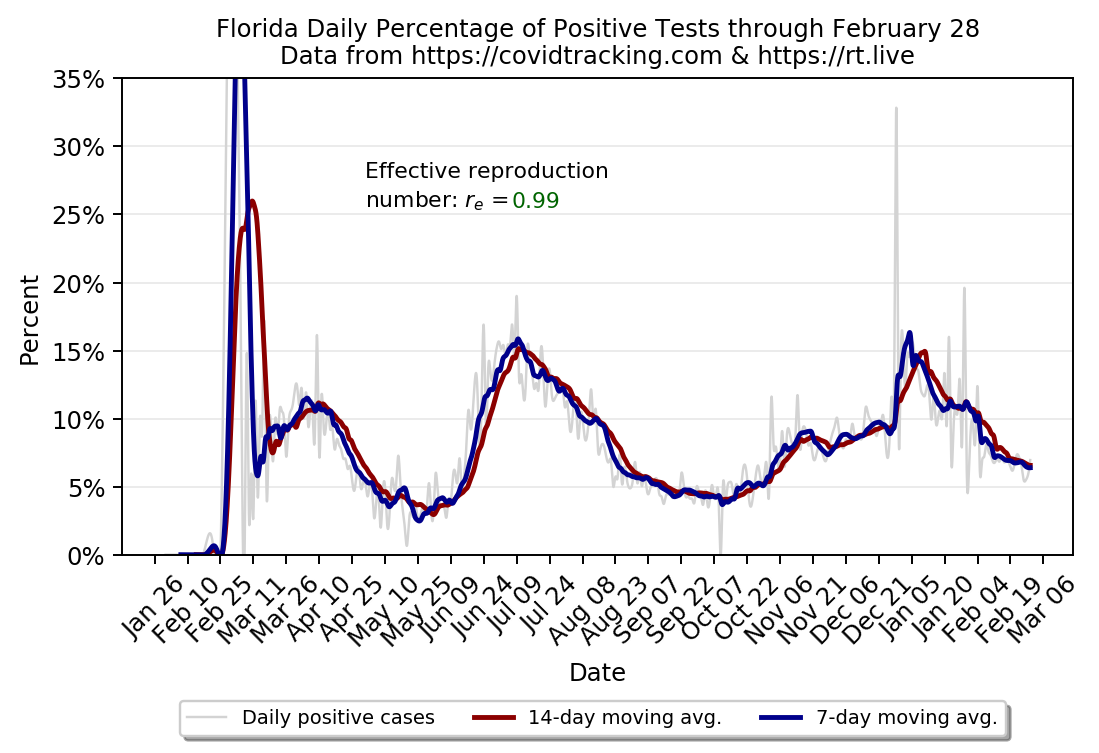 Florida Daily Percentage of Positive Tests through February 28
Data from https://covidtracking.com & https://rt.live
35%
30%
25%
20%
15%
10%
5%
0%
Percent
Effective reproduction
number: rₑ = 0.99
Jan 26
Feb 10
Feb 25
Mar 11
Mar 26
Apr 10
Apr 25
May 10
May 25
Jun 09
Jun 24
Jul 09
Jul 24
Aug 08
Aug 23
Sep 07
Sep 22
Oct 07
Oct 22
Nov 06
Nov 21
Dec 06
Dec 21
Jan 05
Jan 20
Feb 04
Feb 19
Mar 06
Date
Daily positive cases
14-day moving avg.
7-day moving avg.